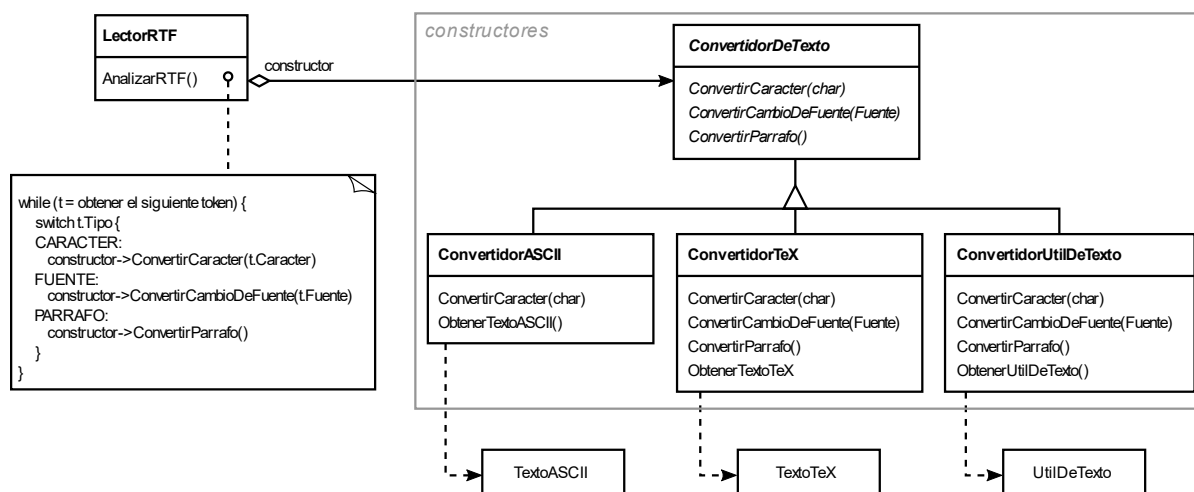 LectorRTF
AnalizarRTF()
constructor
constructores
ConvertidorDeTexto
ConvertirCaracter(char)
ConvertirCambioDeFuente(Fuente)
ConvertirParrafo()
while (t = obtener el siguiente token) {
switch t.Tipo {
CARACTER:
constructor->ConvertirCaracter(t.Caracter)
FUENTE:
constructor->ConvertirCambioDeFuente(t.Fuente)
PARRAFO:
constructor->ConvertirParrafo()
}
}
ConvertidorASCII
ConvertirCaracter(char)
ObtenerTextoASCII()
ConvertidorTeX
ConvertirCaracter(char)
ConvertirCambioDeFuente(Fuente)
ConvertirParrafo()
ObtenerTextoTeX
ConvertidorUtilDeTexto
ConvertirCaracter(char)
ConvertirCambioDeFuente(Fuente)
ConvertirParrafo()
ObtenerUtilDeTexto()
TextoASCII
TextoTeX
UtilDeTexto